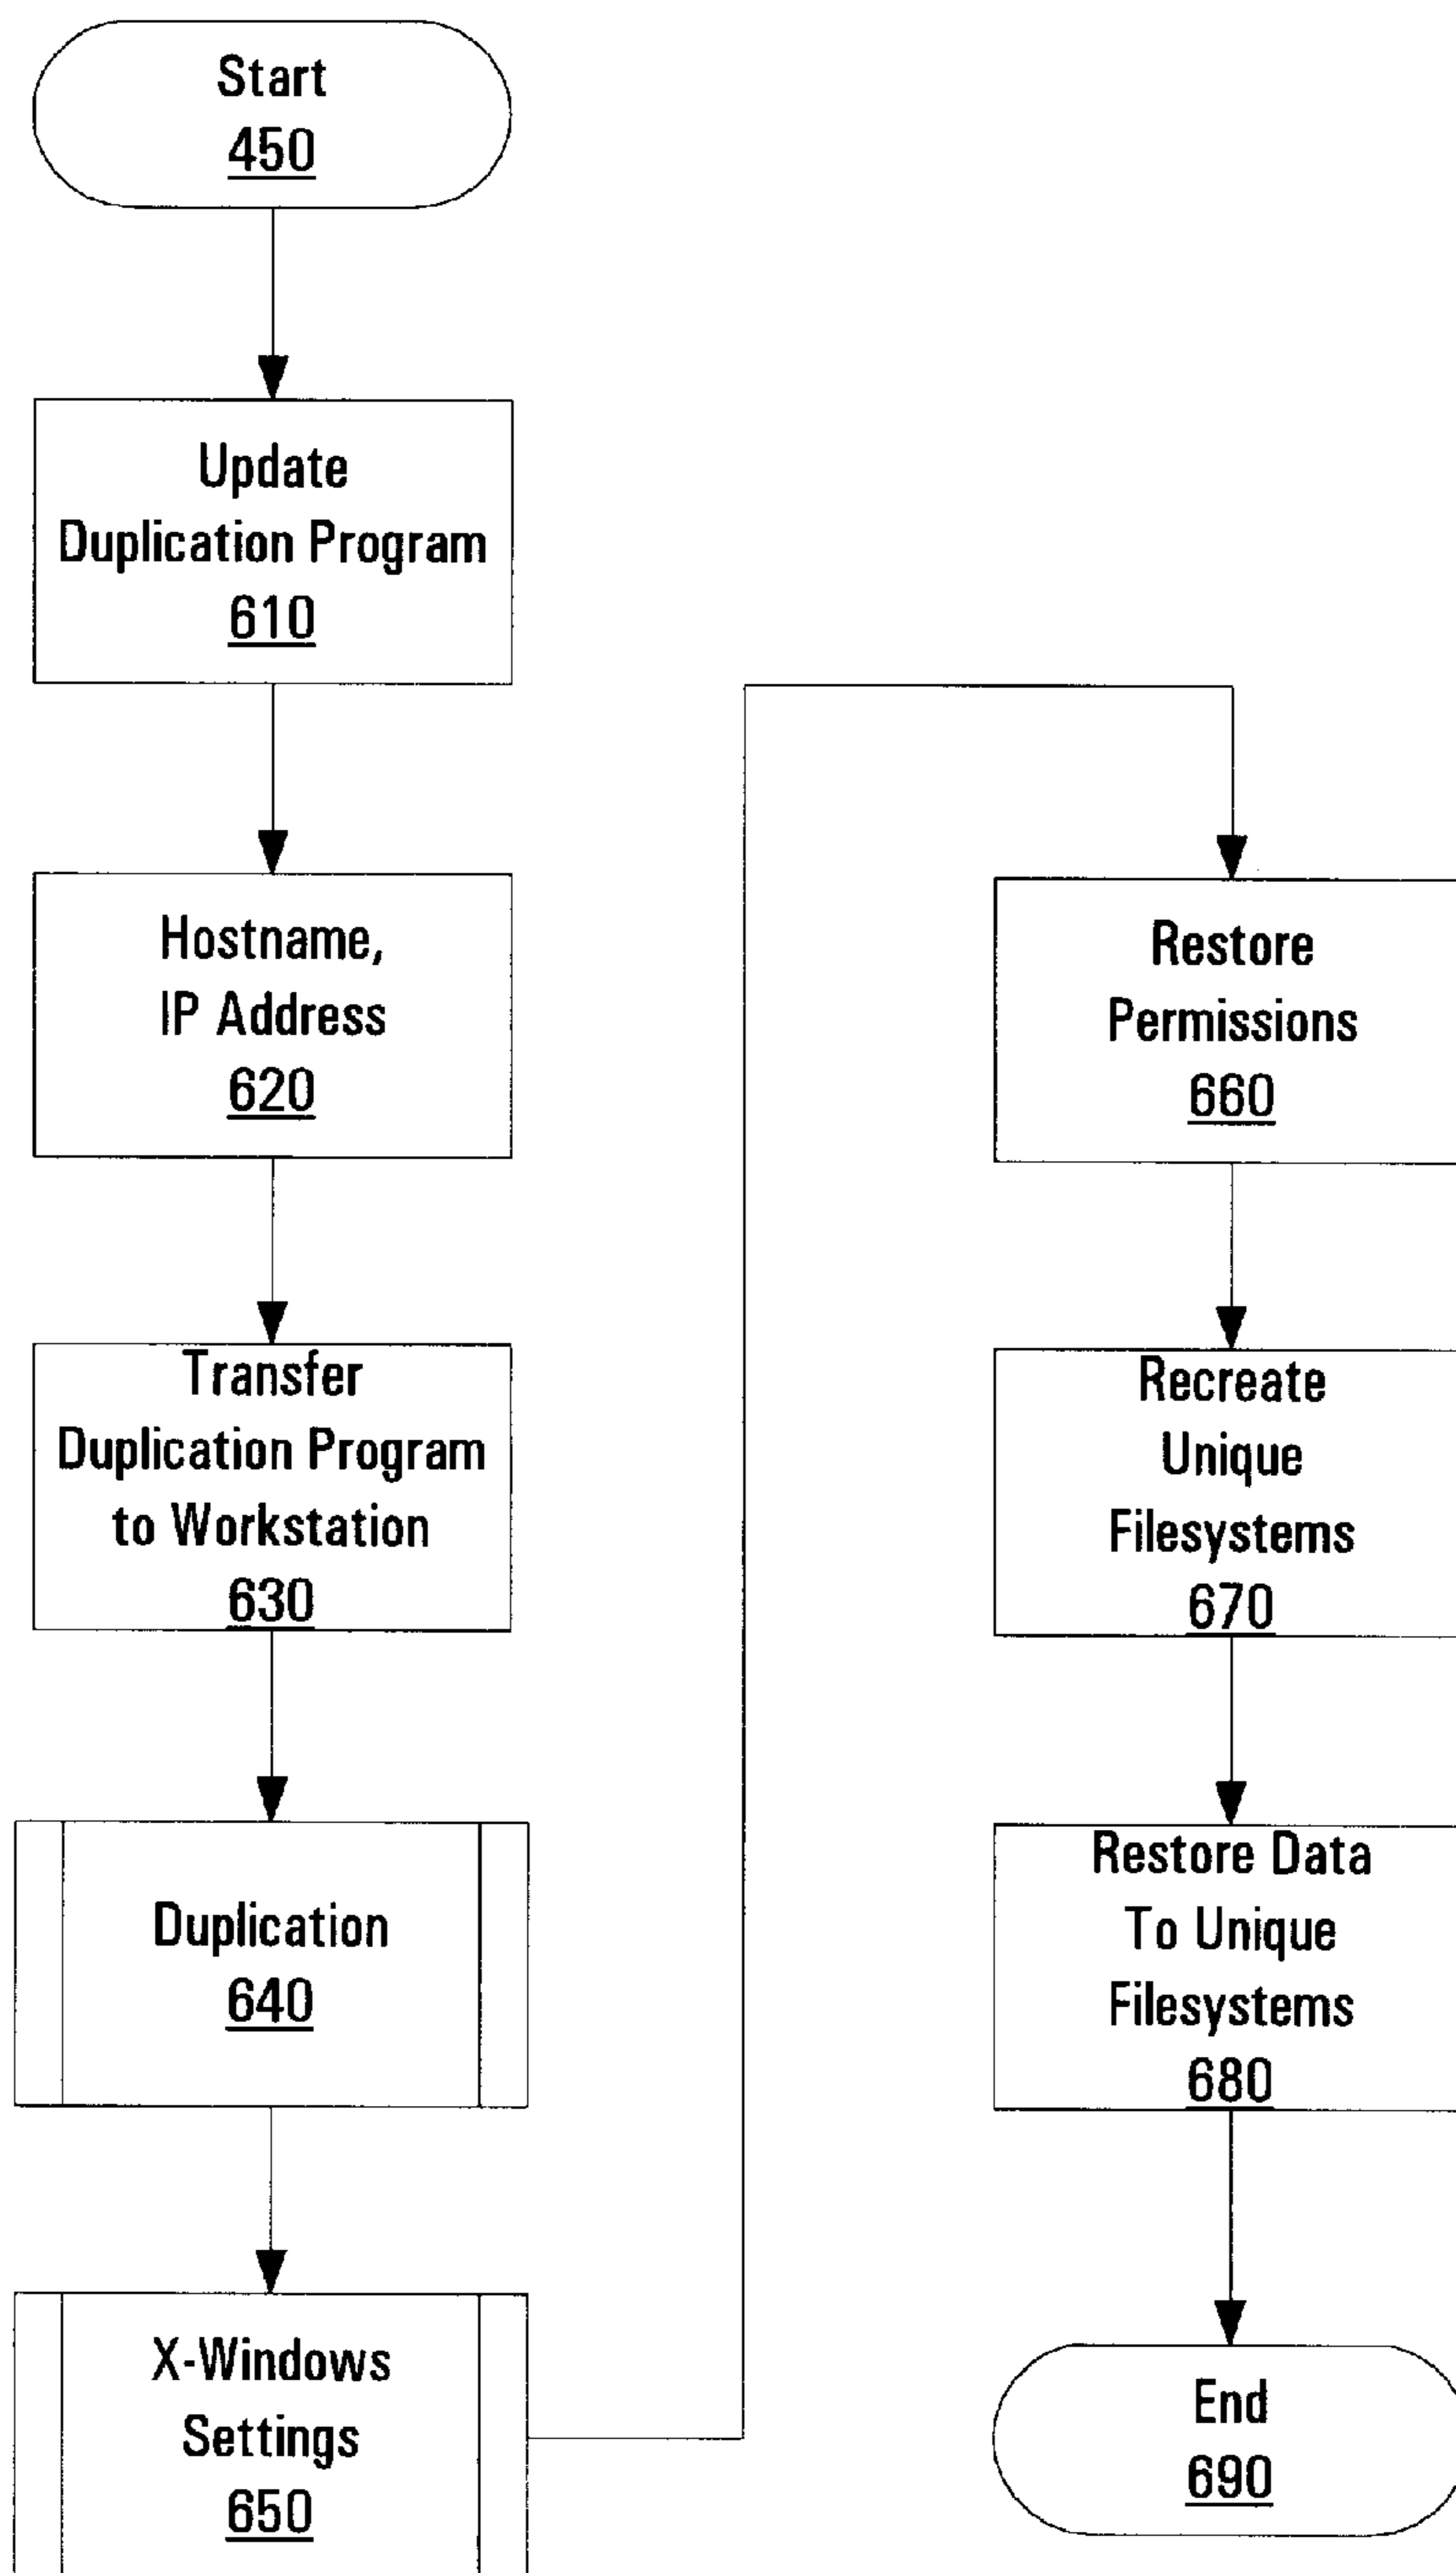 Start
450
Update
Duplication Program
610
Hostname,
IP Address
620
Transfer
Duplication Program
to Workstation
630
Duplication
640
X-Windows
Settings
650
Restore
Permissions
660
Recreate
Unique
Filesystems
670
Restore Data
To Unique
Filesystems
680
End
690